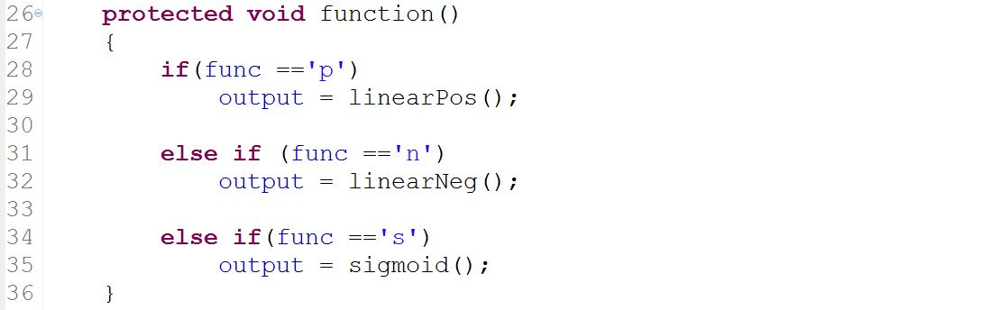 26 protected void function()
27 {
28 if(func =='p')
29 output = linearPos();
30
31 else if (func =='n')
32 output = linearNeg();
33
34 else if(func =='s')
35 output = sigmoid();
36 }